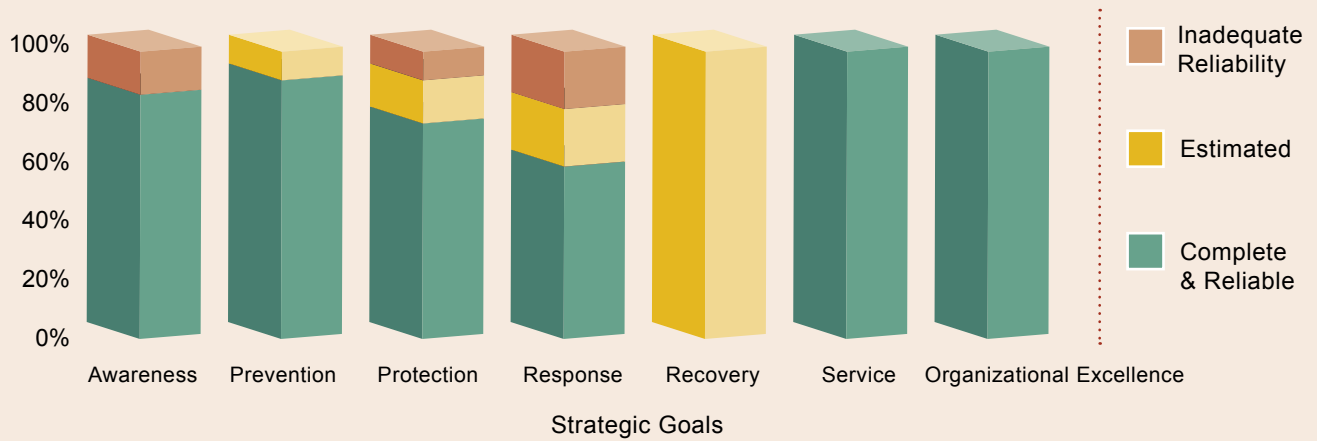 100%
80%
60%
40%
20%
0%
Awareness
Prevention
Protection
Response
Recovery
Service
Organizational Excellence
Strategic Goals
Inadequate
Reliability
Estimated
Complete
& Reliable